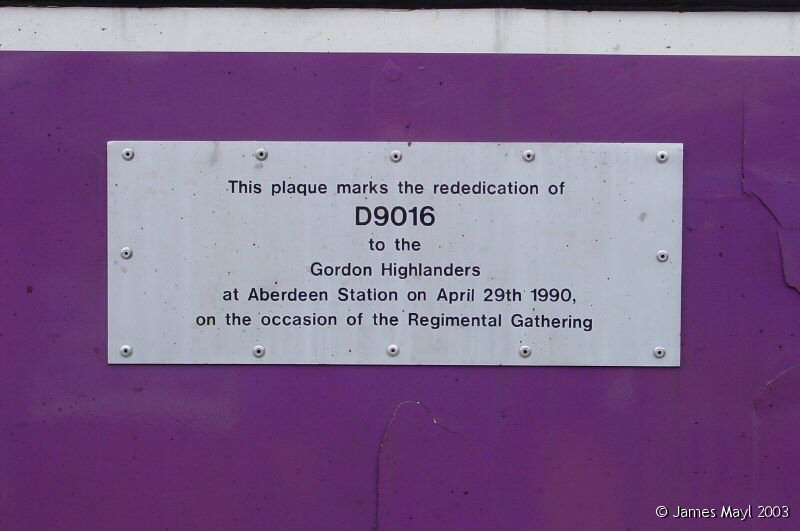 This plaque marks the rededication of
D9016
to the
Gordon Highlanders
at Aberdeen Station on April 29th 1990,
on the occasion of the Regimental Gathering
© James Mayl 2003